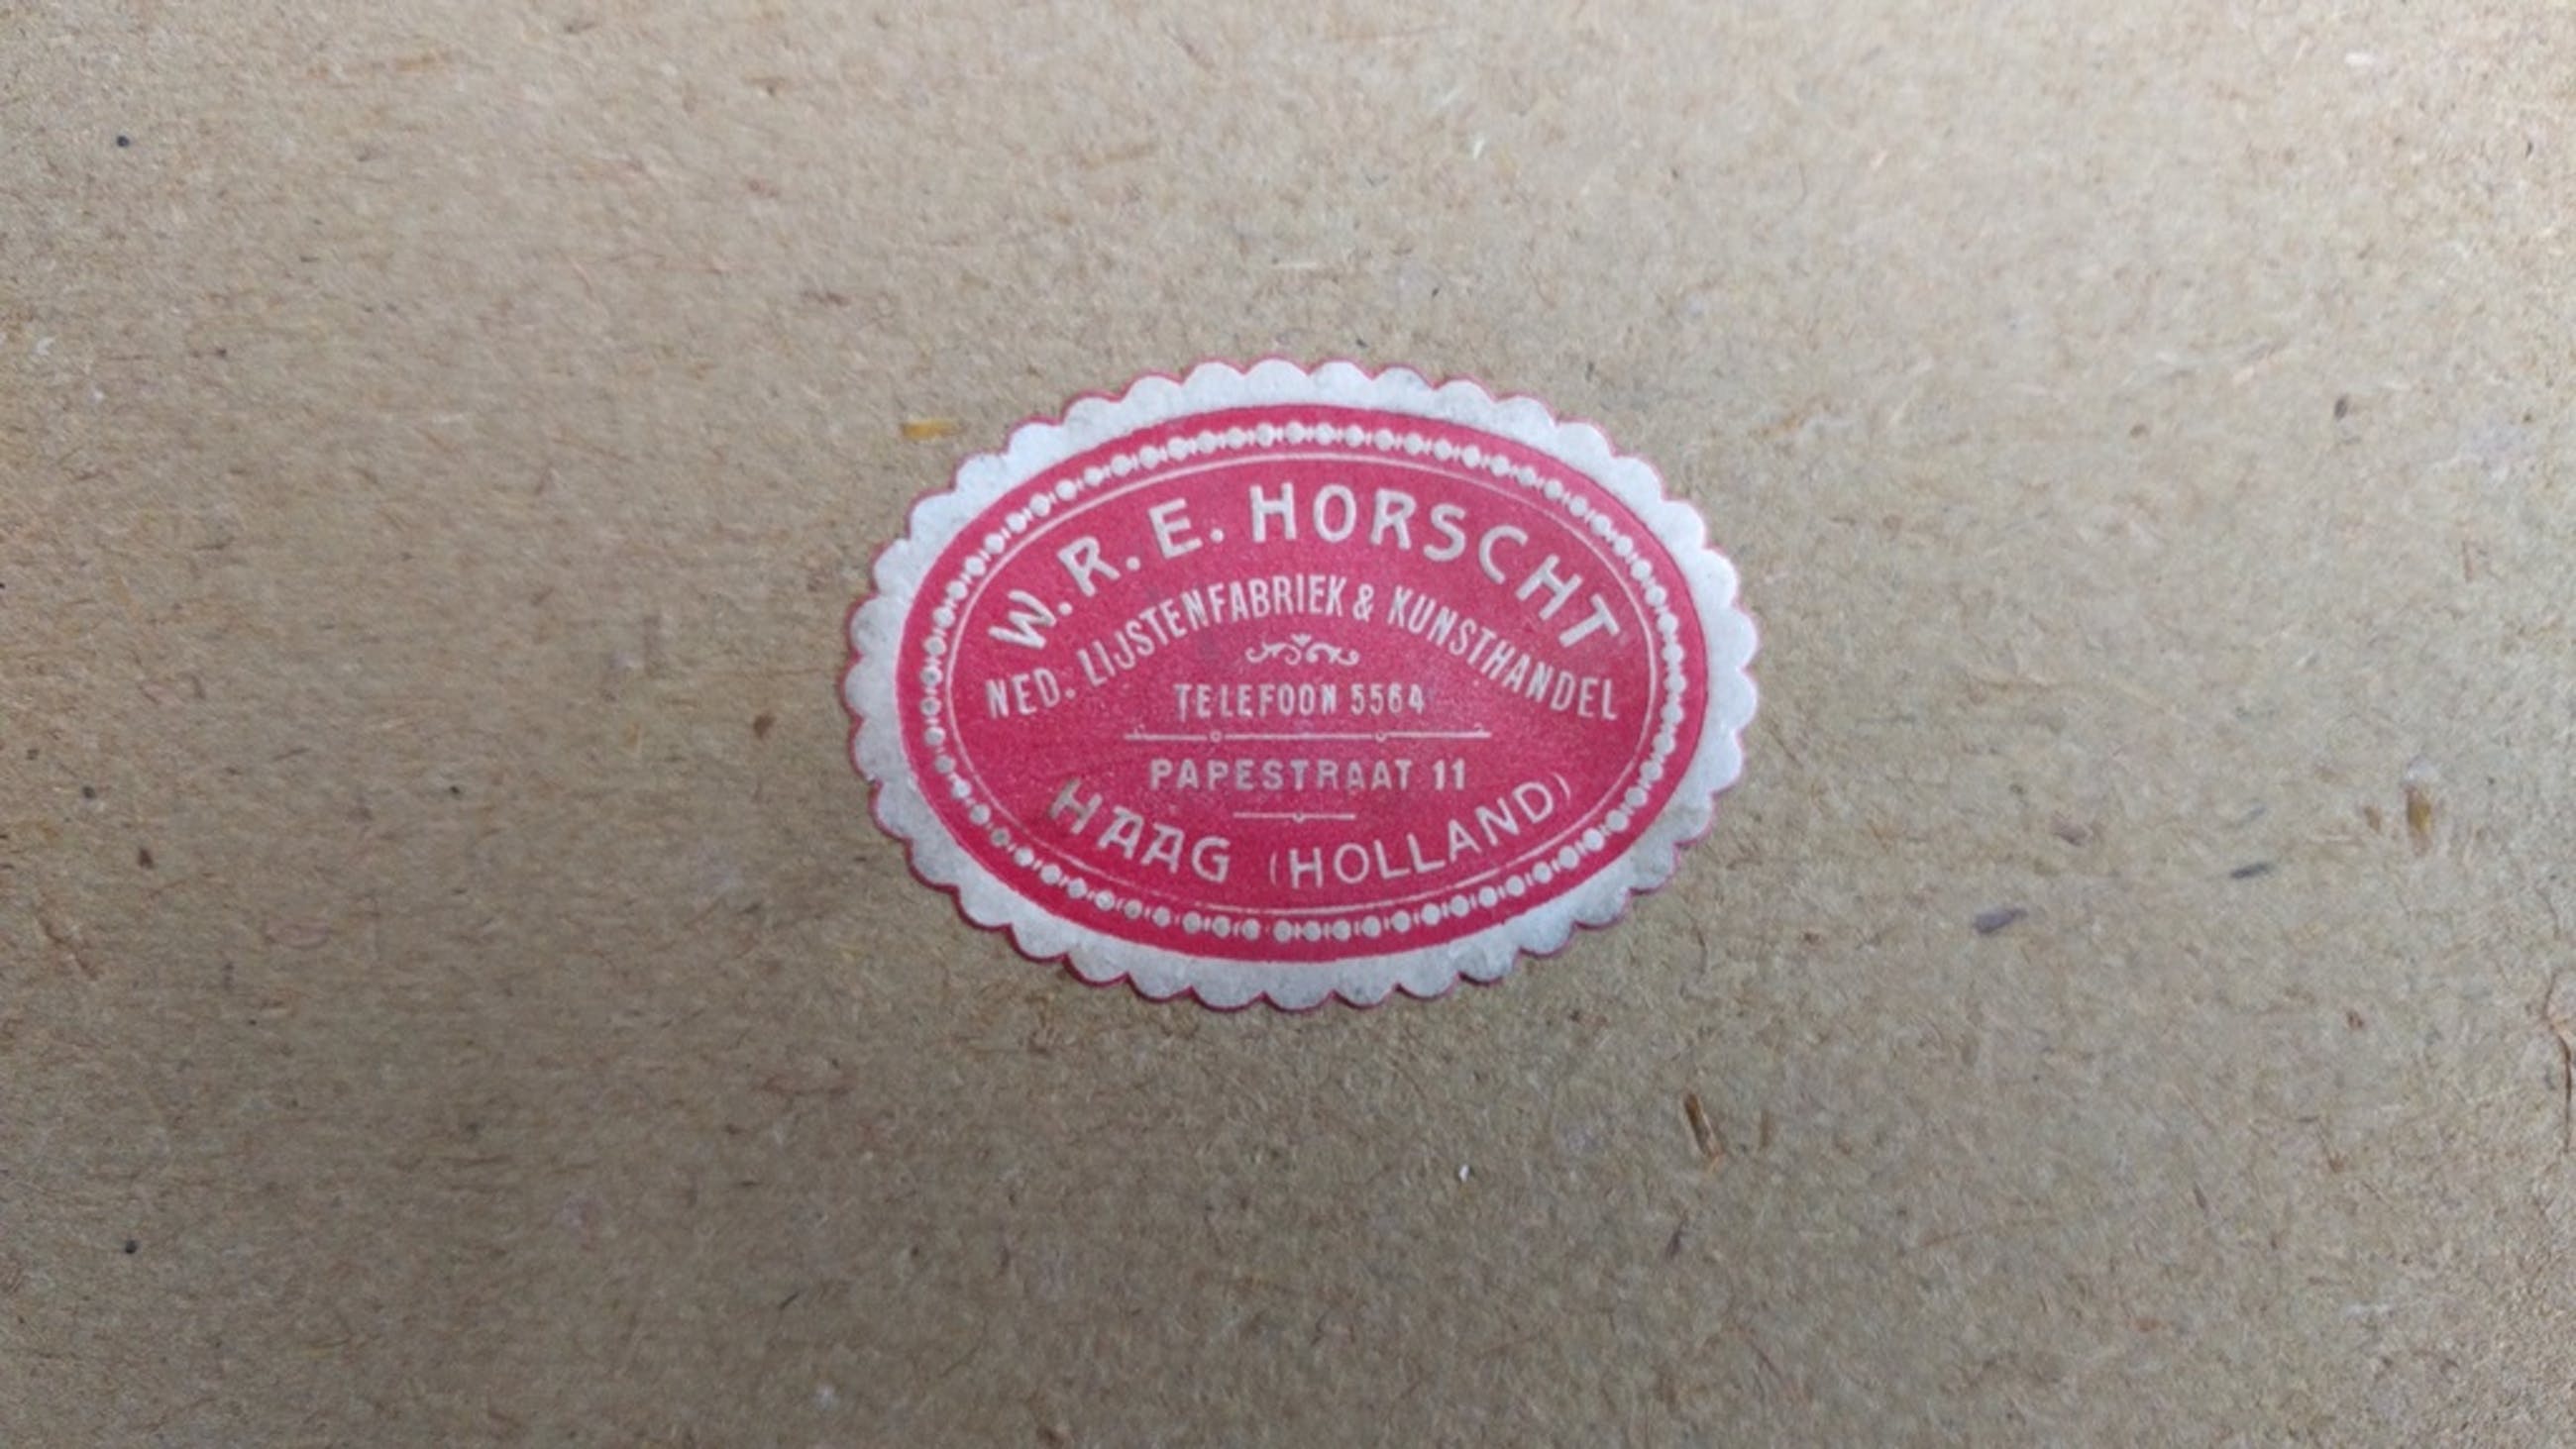 W. R. E. HORSCHT
NED. LIJSTENFABRIEK & KUNSTHANDEL
TELEFOON 5564
PAPESTRAAT 11
HAAG (HOLLAND)